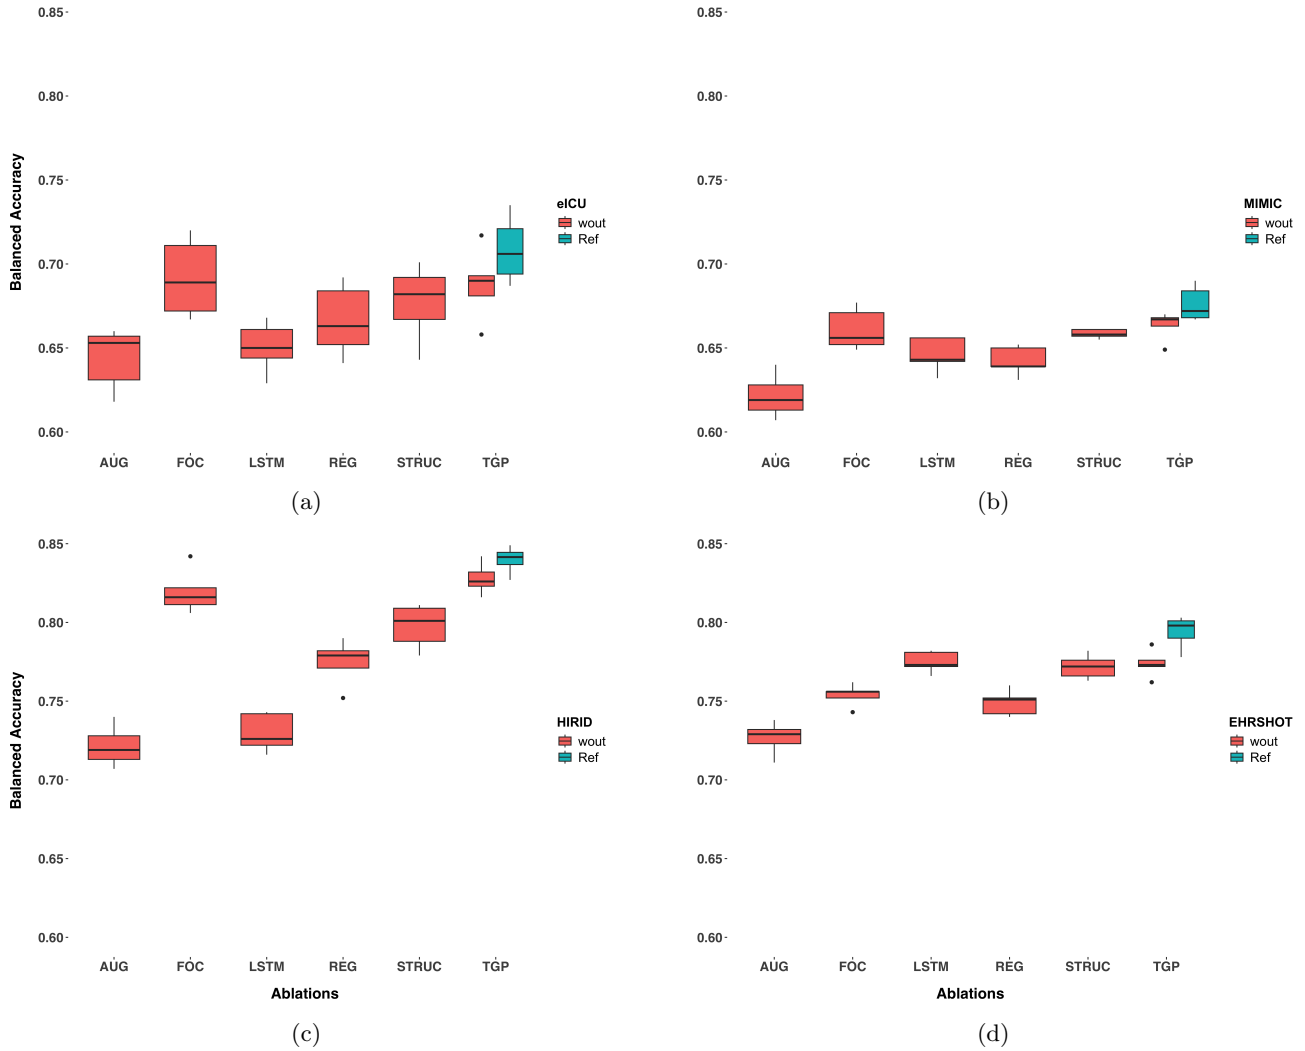 0.85
0.80
0.75
0.70
0.65
0.60
Balanced Accuracy
AUG FOC LSTM REG STRUC TGP
eICU
wout
Ref
(a)
0.85
0.80
0.75
0.70
0.65
0.60
AUG FOC LSTM REG STRUC TGP
MIMIC
wout
Ref
(b)
0.85
0.80
0.75
0.70
0.65
0.60
Balanced Accuracy
AUG FOC LSTM REG STRUC TGP
Ablations
HIRID
wout
Ref
(c)
0.85
0.80
0.75
0.70
0.65
0.60
AUG FOC LSTM REG STRUC TGP
Ablations
EHRSHOT
wout
Ref
(d)